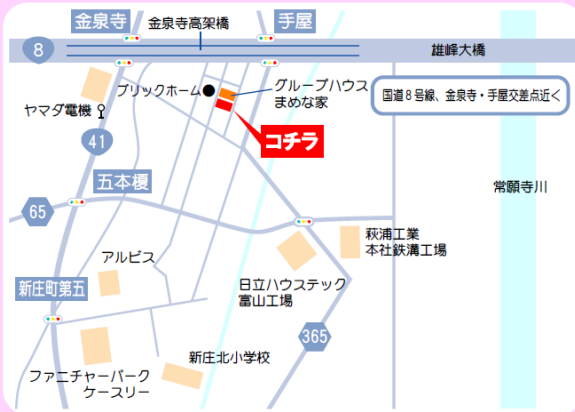 金泉寺
金泉寺高架橋
手屋
8
雄峰大橋
ブリックホーム
グループハウス
まめな家
国道8号線、金泉寺・手屋交差点近く
ヤマダ電機
コチラ
41
五本榎
常願寺川
65
萩浦工業
本社鉄溝工場
アルビス
日立ハウステック
富山工場
新庄町第五
365
新庄北小学校
ファニチャーパーク
ケースリー